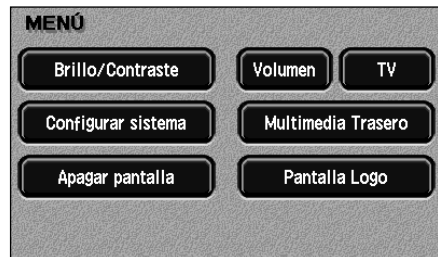 MENÚ
Brillo/Contraste
Volumen
TV
Configurar sistema
Multimedia Trasero
Apagar pantalla
Pantalla Logo